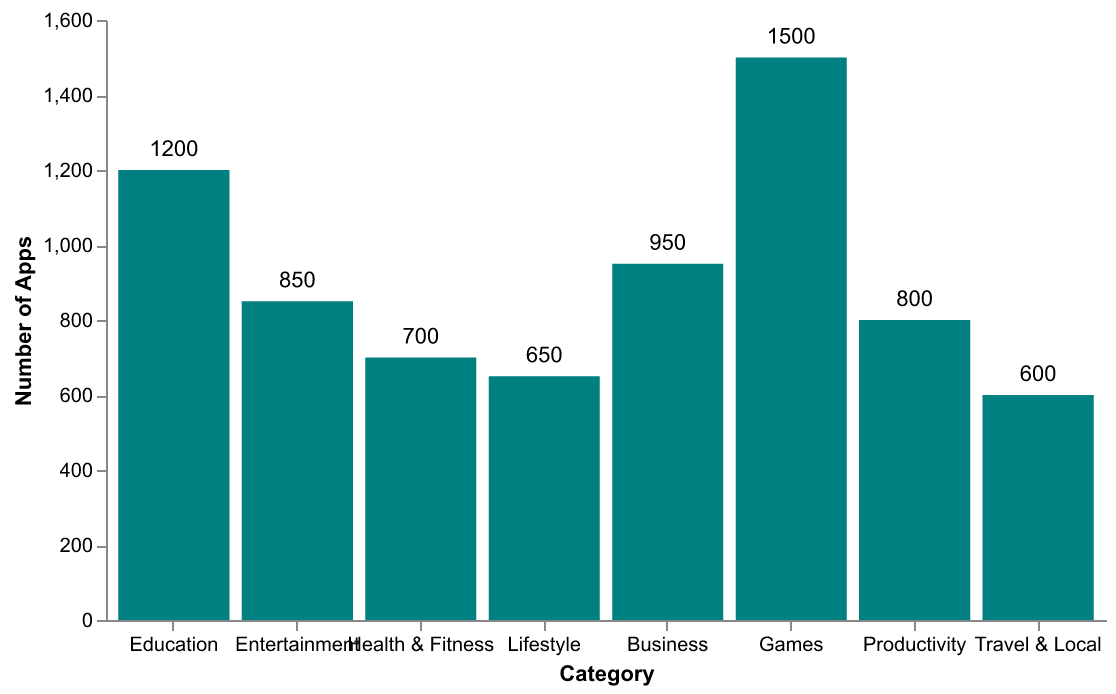 1,600
1,400
1,200
1,000
800
600
400
200
0
Number of Apps
1200
850
700
650
950
1500
800
600
Education
Entertainment
Health & Fitness
Lifestyle
Business
Games
Productivity
Travel & Local
Category